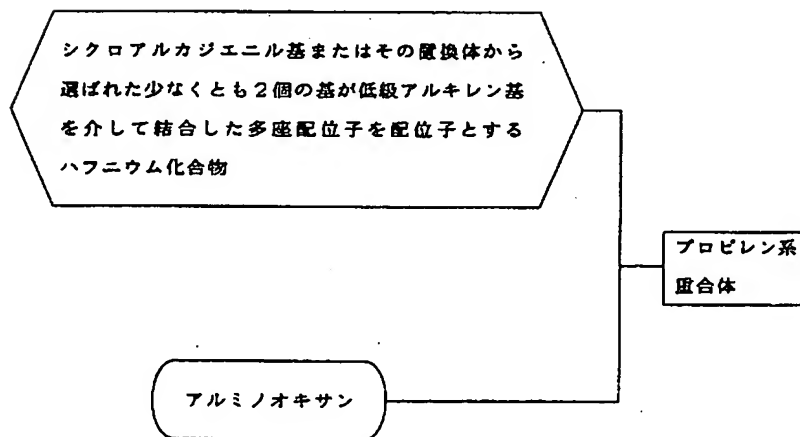 シクロアルカジエニル基またはその置換体から
選ばれた少なくとも2個の基が低級アルキレン基
を介して結合した多座配位子を配位子とする
ハフニウム化合物
プロピレン系
重合体
アルミノオキサン